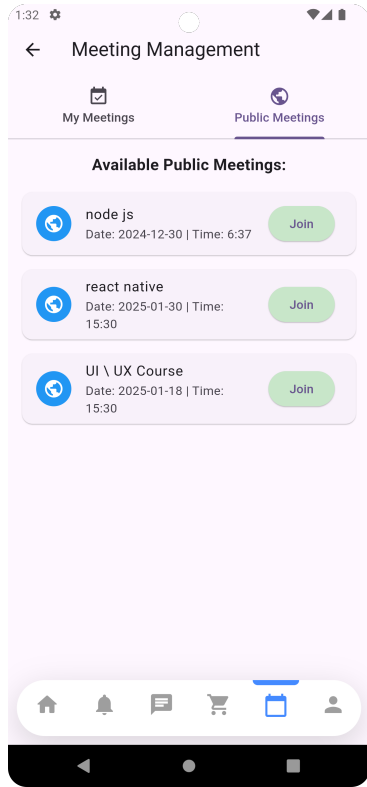 1:32
Meeting Management
My Meetings
Public Meetings
Available Public Meetings:
node js
Date: 2024-12-30 | Time: 6:37
Join
react native
Date: 2025-01-30 | Time:
15:30
Join
UI \ UX Course
Date: 2025-01-18 | Time:
15:30
Join